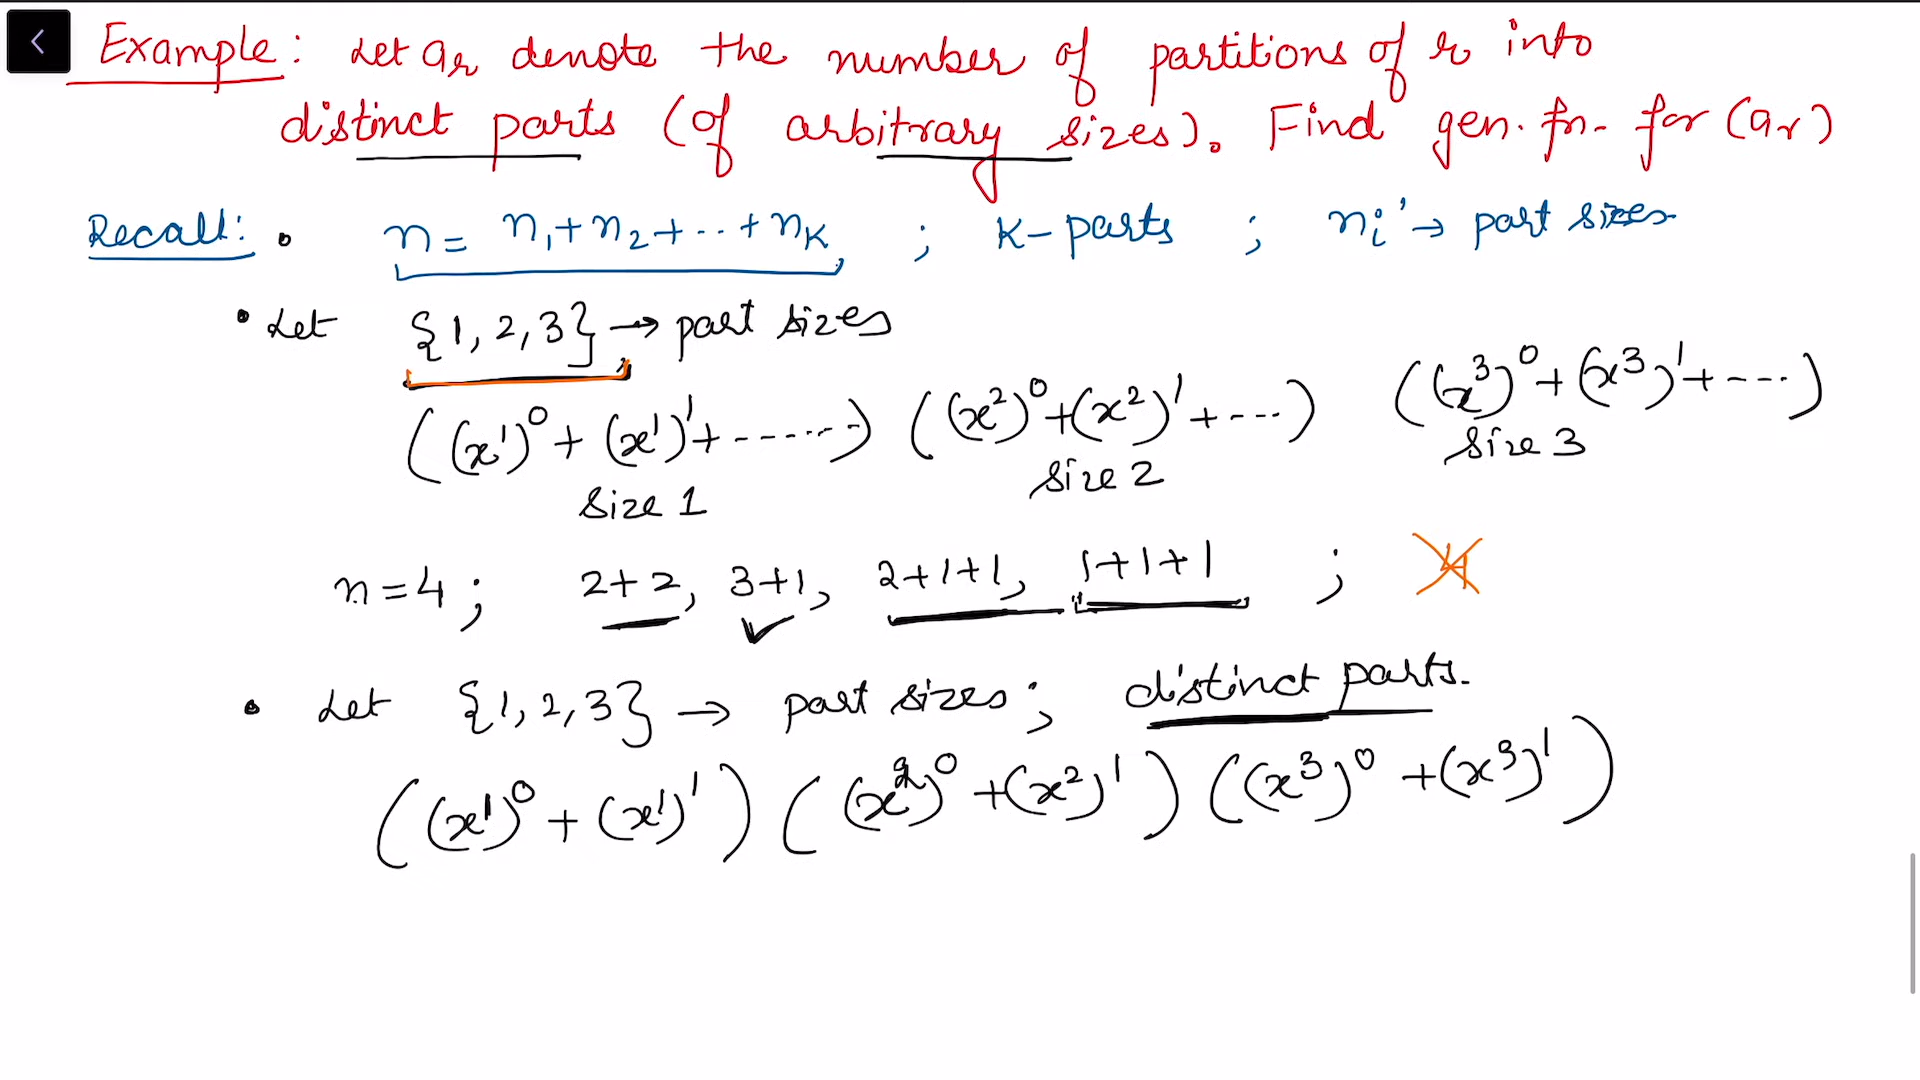 Example: Let aᵣ denote the number of partitions of r into
distinct parts (of arbitrary sizes). Find gen. fn. for (aᵣ)
Recall: • n = n₁+n₂+...+n_K ; K-parts ; nᵢ's → part sizes
• Let {1, 2, 3} → part sizes
((x¹)⁰ + (x¹)¹ + -------) ((x²)⁰ + (x²)¹ + ---) ((x³)⁰ + (x³)¹ + ---)
size 1 size 2 size 3
n = 4 ; 2+2, 3+1, 2+1+1, 1+1+1 ; 4
• Let {1, 2, 3} → part sizes ; distinct parts.
((x¹)⁰ + (x¹)¹) ((x²)⁰ + (x²)¹) ((x³)⁰ + (x³)¹)